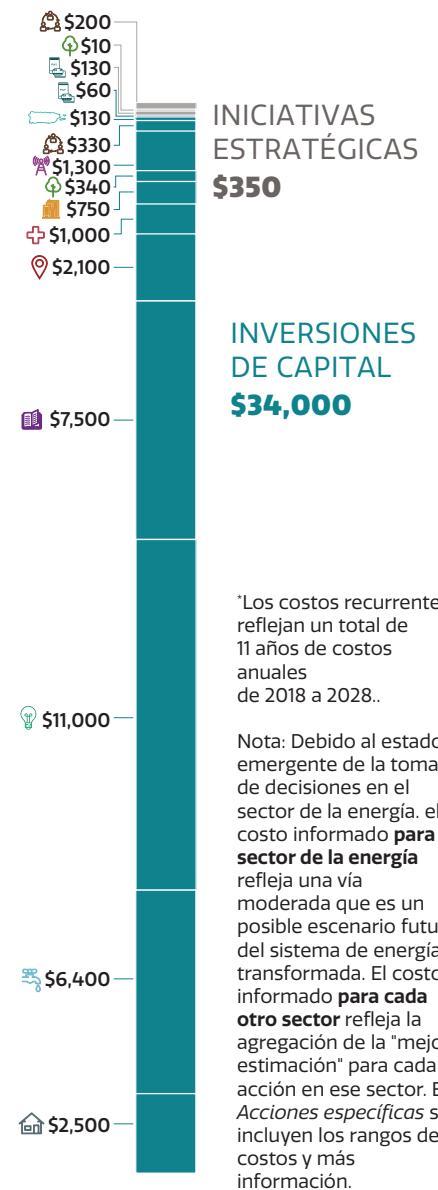 $200
$10
$130
$60
$130
$330
$1,300
$340
$750
$1,000
$2,100
$7,500
$11,000
$6,400
$2,500
INICIATIVAS
ESTRATÉGICAS
$350
INVERSIONES
DE CAPITAL
$34,000
*Los costos recurrente
reflejan un total de
11 años de costos
anuales
de 2018 a 2028..
Nota: Debido al estado
emergente de la toma
de decisiones en el
sector de la energía. el
costo informado para
sector de la energía
refleja una vía
moderada que es un
posible escenario futu
del sistema de energía
transformada. El costo
informado para cada
otro sector refleja la
agregación de la "mejo
estimación" para cada
acción en ese sector. E
Acciones específicas s
incluyen los rangos de
costos y más
información.